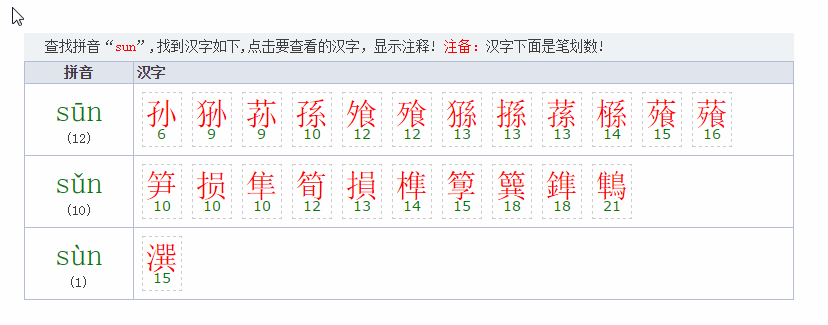 查找拼音“sun”,找到汉字如下,点击要查看的汉字，显示注释! 注备：汉字下面是笔划数!
拼音 汉字
sūn 孙 狲 荪 孫 飧 飱 猻 搎 蓀 槂 薞 蕵
(12) 6 9 9 10 12 12 13 13 13 14 15 16
sǔn 笋 损 隼 筍 損 榫 箰 簨 鎨 鶽
(10) 10 10 10 12 13 14 15 18 18 21
sùn 潠
(1) 15